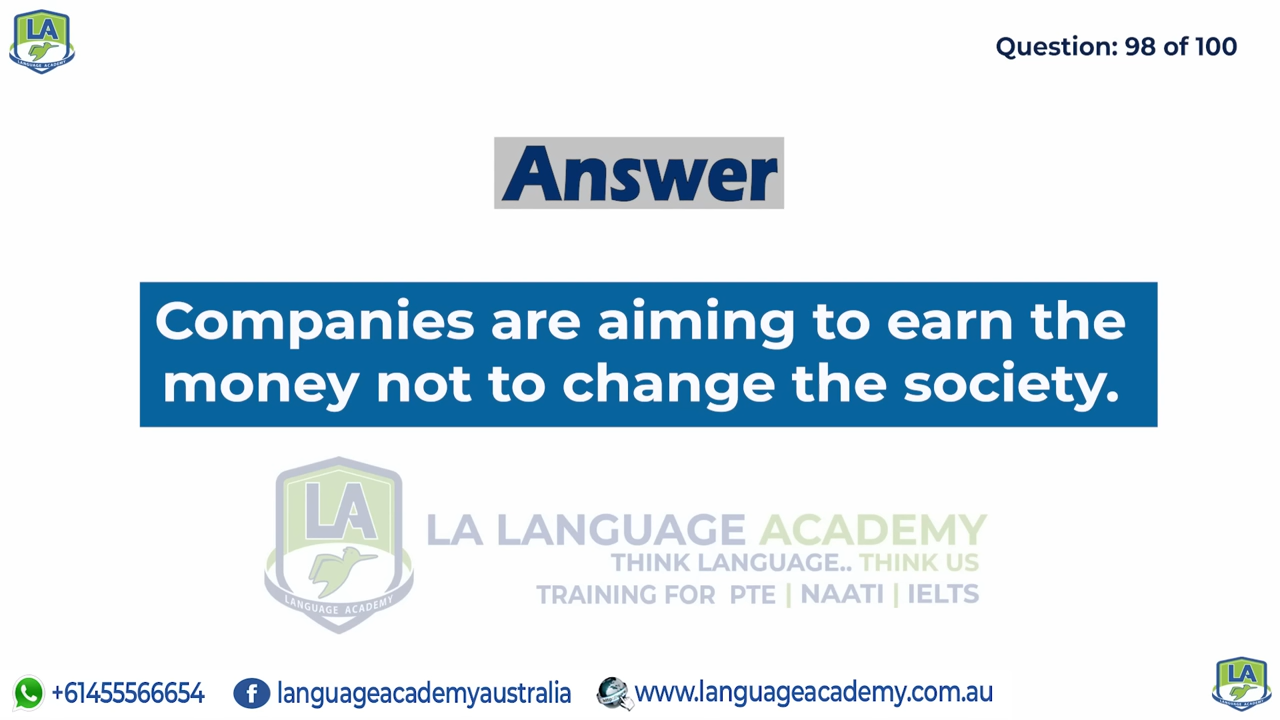 LA
LANGUAGE ACADEMY
Question: 98 of 100
Answer
Companies are aiming to earn the
money not to change the society.
LA
LANGUAGE ACADEMY
LA LANGUAGE ACADEMY
THINK LANGUAGE.. THINK US
TRAINING FOR PTE | NAATI | IELTS
+61455566654
f
languageacademyaustralia
www.languageacademy.com.au
LA
LANGUAGE ACADEMY